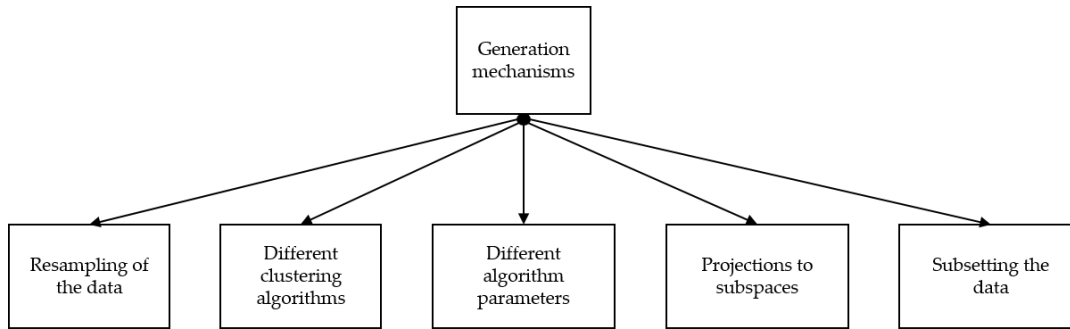 Generation
mechanisms
Resampling of
the data
Different
clustering
algorithms
Different
algorithm
parameters
Projections to
subspaces
Subsetting the
data